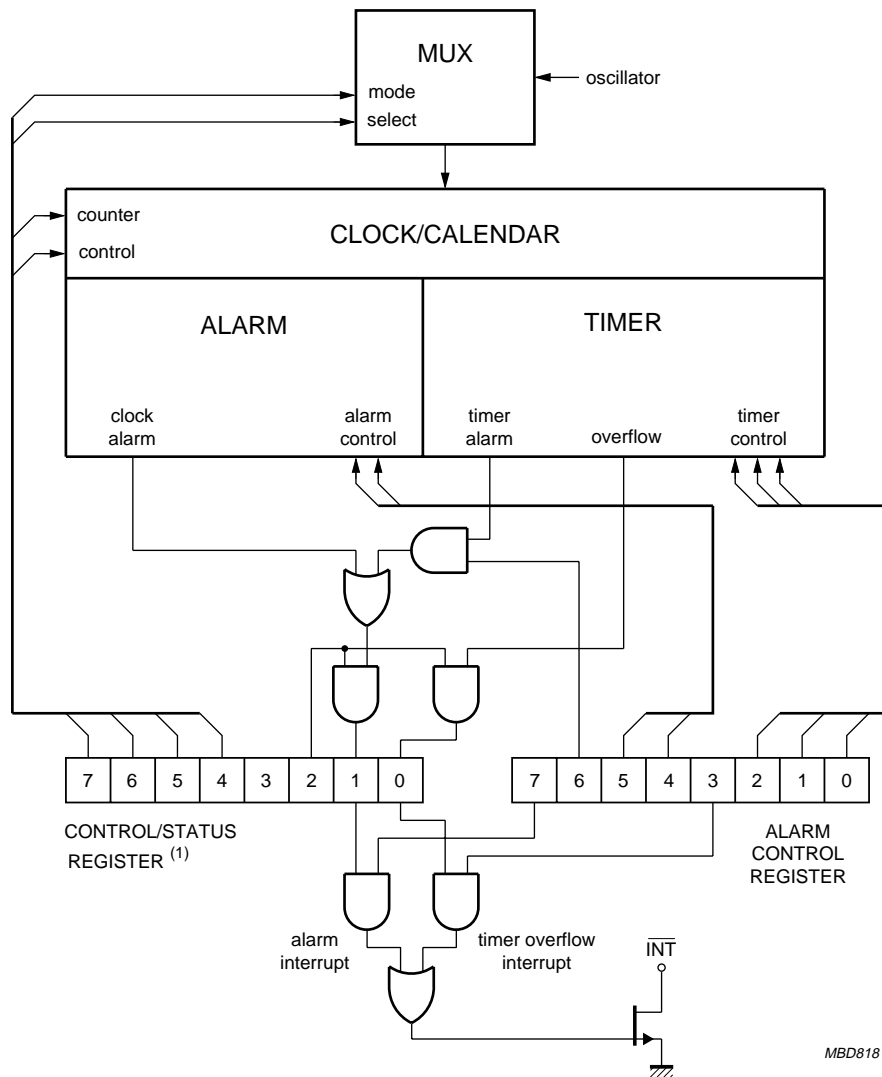 MUX
oscillator
mode
select
counter
CLOCK/CALENDAR
control
ALARM
TIMER
clock
alarm
alarm
control
timer
alarm
overflow
timer
control
7 6 5 4 3 2 1 0
7 6 5 4 3 2 1 0
CONTROL/STATUS
REGISTER (1)
ALARM
CONTROL
REGISTER
alarm
interrupt
timer overflow
interrupt
INT
MBD818